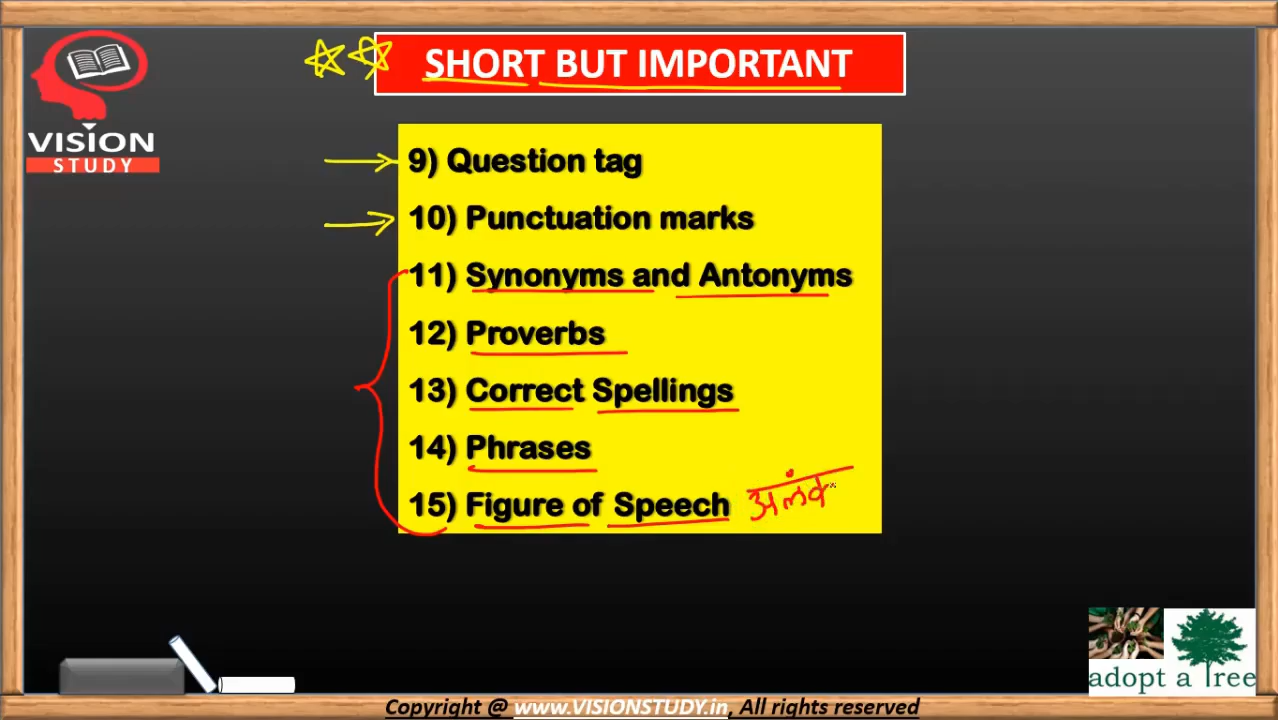 SHORT BUT IMPORTANT
VISION
STUDY
9) Question tag
10) Punctuation marks
11) Synonyms and Antonyms
12) Proverbs
13) Correct Spellings
14) Phrases
15) Figure of Speech अलंक
adopt a Tree
Copyright @ www.VISIONSTUDY.in, All rights reserved